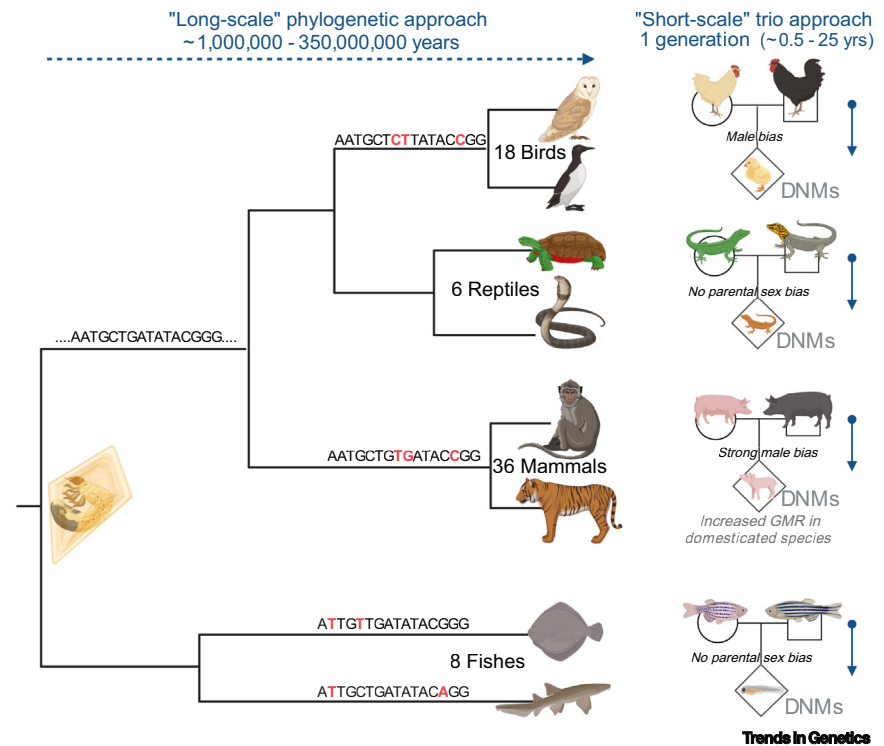 "Long-scale" phylogenetic approach
~1,000,000 - 350,000,000 years
"Short-scale" trio approach
1 generation (~0.5 - 25 yrs)
AATGCTCTTATACCGG
18 Birds
Male bias
DNMs
6 Reptiles
No parental sex bias
DNMs
....AATGCTGATATACGGG....
AATGCTGTGATACCGG
36 Mammals
Strong male bias
DNMs
Increased GMR in
domesticated species
ATTGTTGATATACGGG
8 Fishes
ATTGCTGATATACAGG
No parental sex bias
DNMs
Trends in Genetics